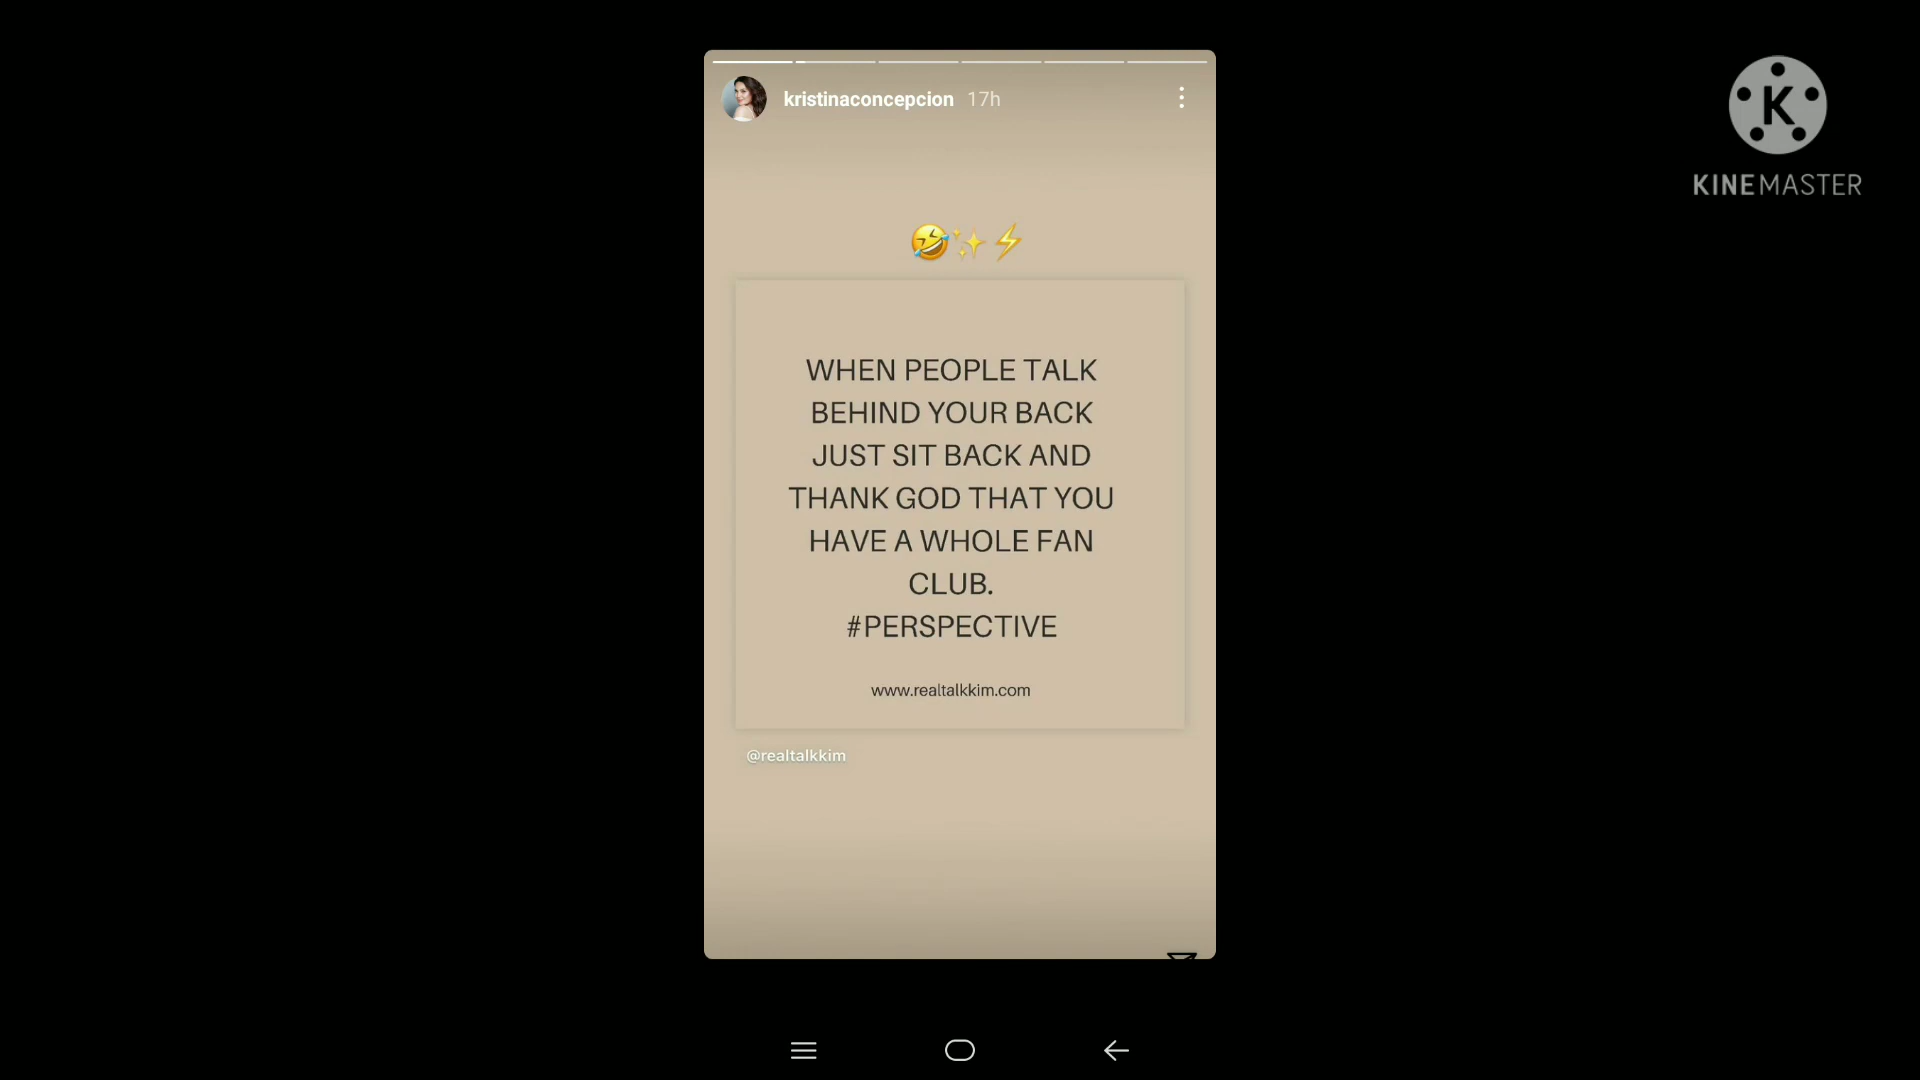 kristinaconcepcion 17h
🤣✨⚡
WHEN PEOPLE TALK
BEHIND YOUR BACK
JUST SIT BACK AND
THANK GOD THAT YOU
HAVE A WHOLE FAN
CLUB.
#PERSPECTIVE
www.realtalkkim.com
@realtalkkim
K
KINEMASTER